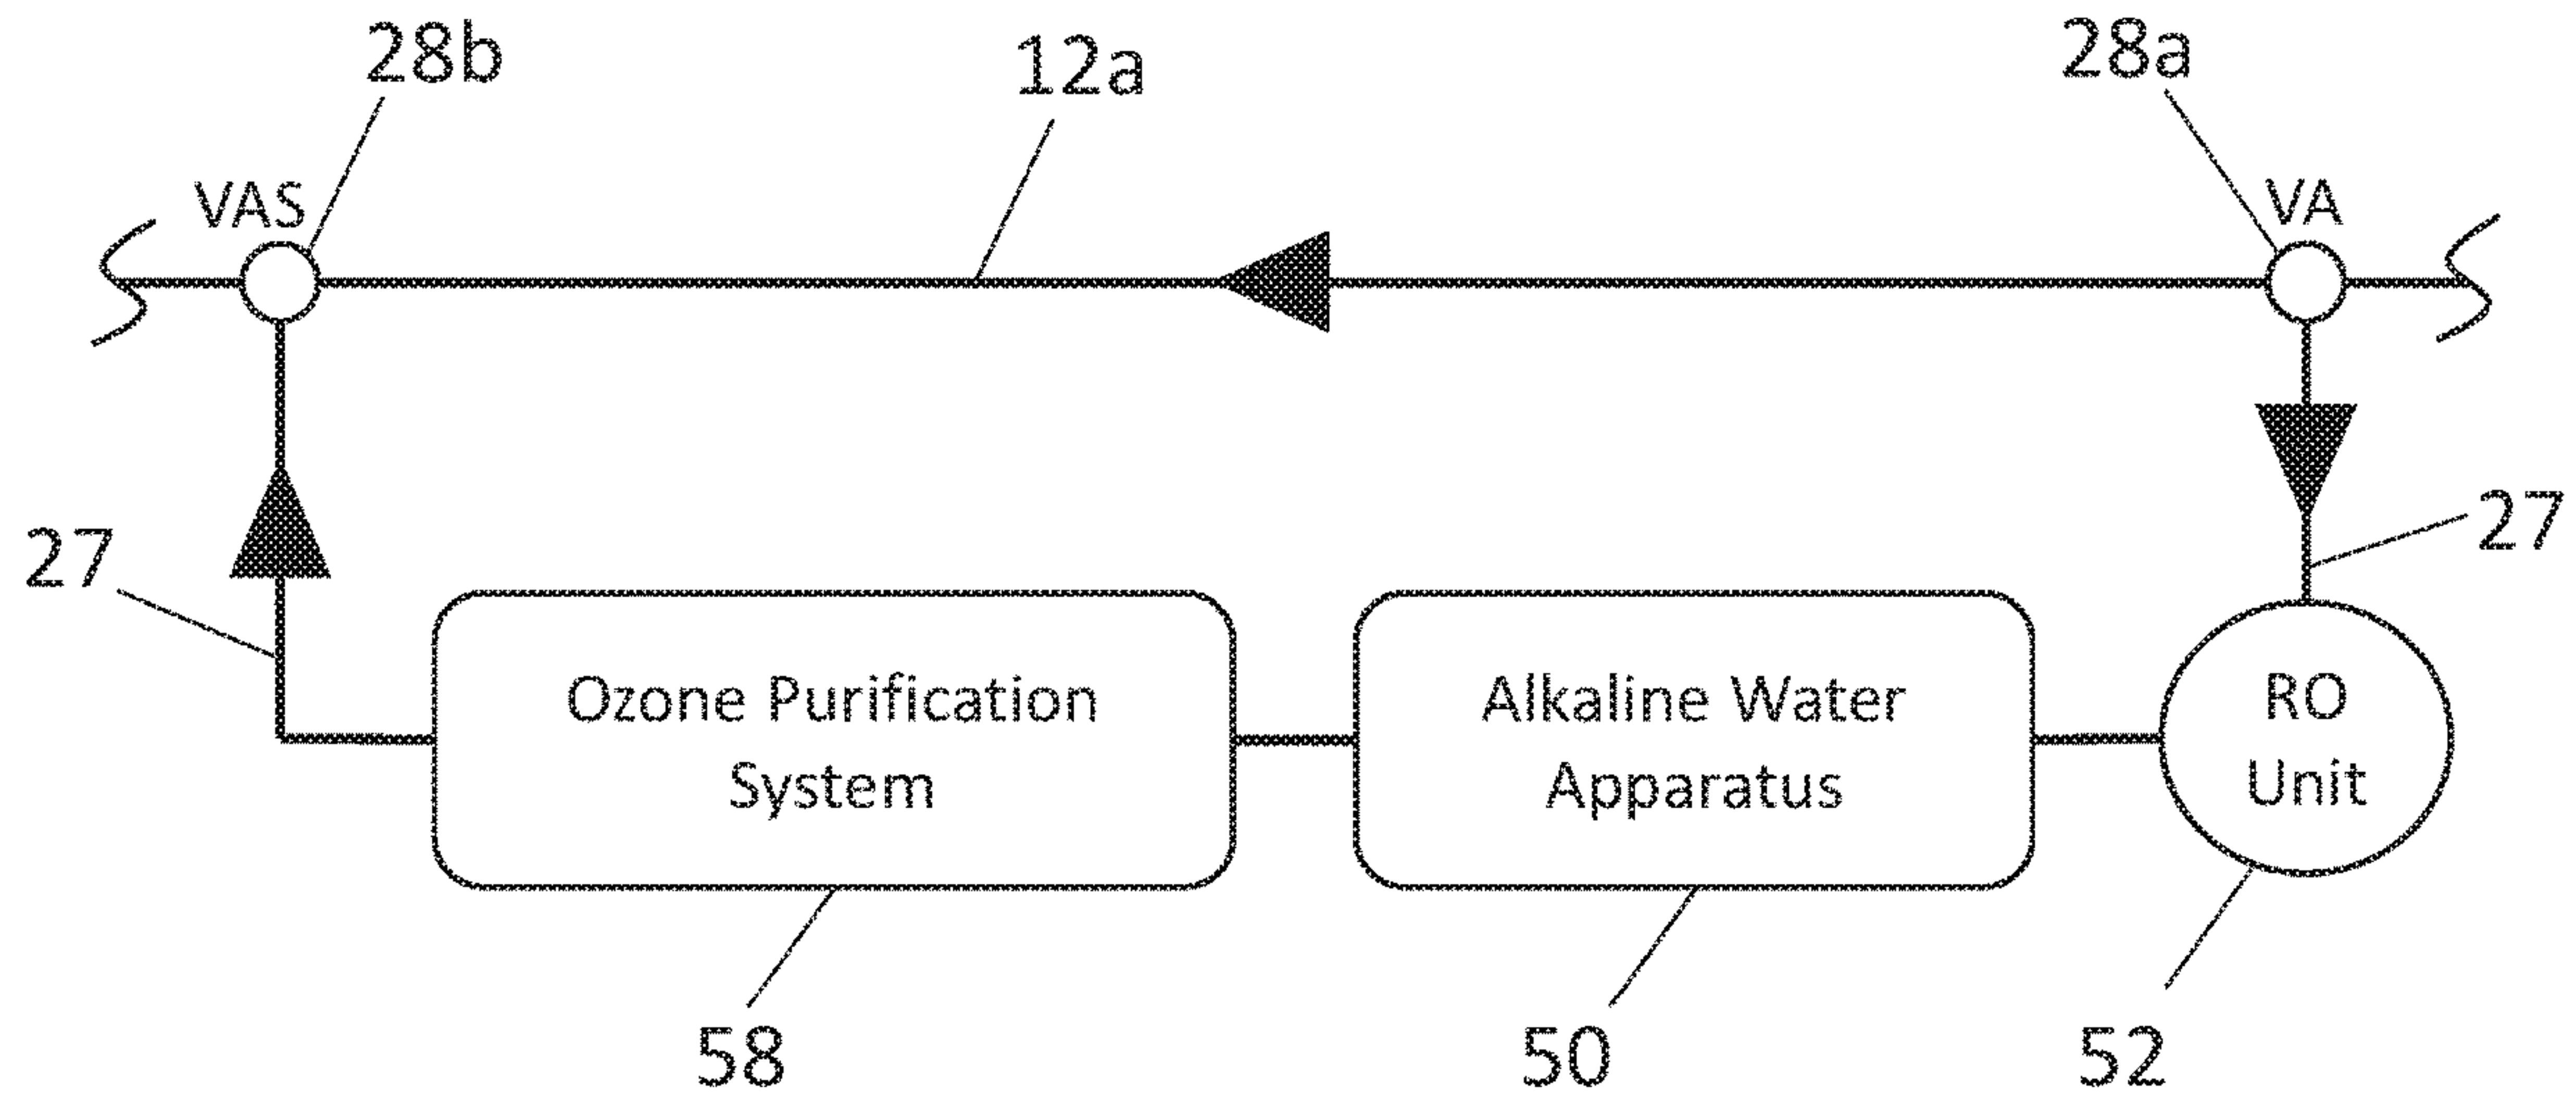 28b
12a
28a
VAS
VA
27
27
Ozone Purification
System
Alkaline Water
Apparatus
RO
Unit
58
50
52